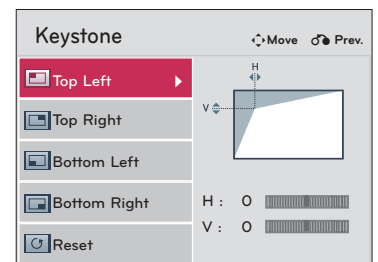 Keystone
Move Prev.
Top Left
Top Right
Bottom Left
Bottom Right
Reset
H
V
H : 0
V : 0